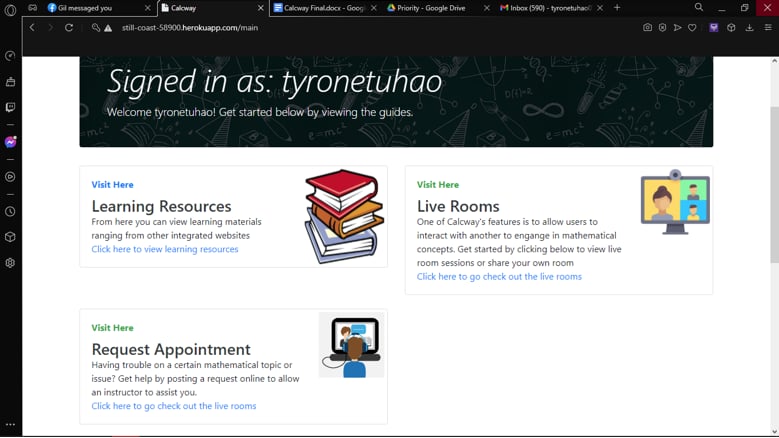 Gil messaged you
Calcway
Calcway Final.docx - Goog
Priority - Google Drive
Inbox (590) - tyronetuhao
still-coast-58900.herokuapp.com/main
Signed in as: tyronetuhao
Welcome tyronetuhao! Get started below by viewing the guides.
Visit Here
Learning Resources
From here you can view learning materials
ranging from other integrated websites
Click here to view learning resources
Visit Here
Live Rooms
One of Calcway's features is to allow users to
interact with another to engange in mathematical
concepts. Get started by clicking below to view live
room sessions or share your own room
Click here to go check out the live rooms
Visit Here
Request Appointment
Having trouble on a certain mathematical topic or
issue? Get help by posting a request online to allow
an instructor to assist you.
Click here to go check out the live rooms